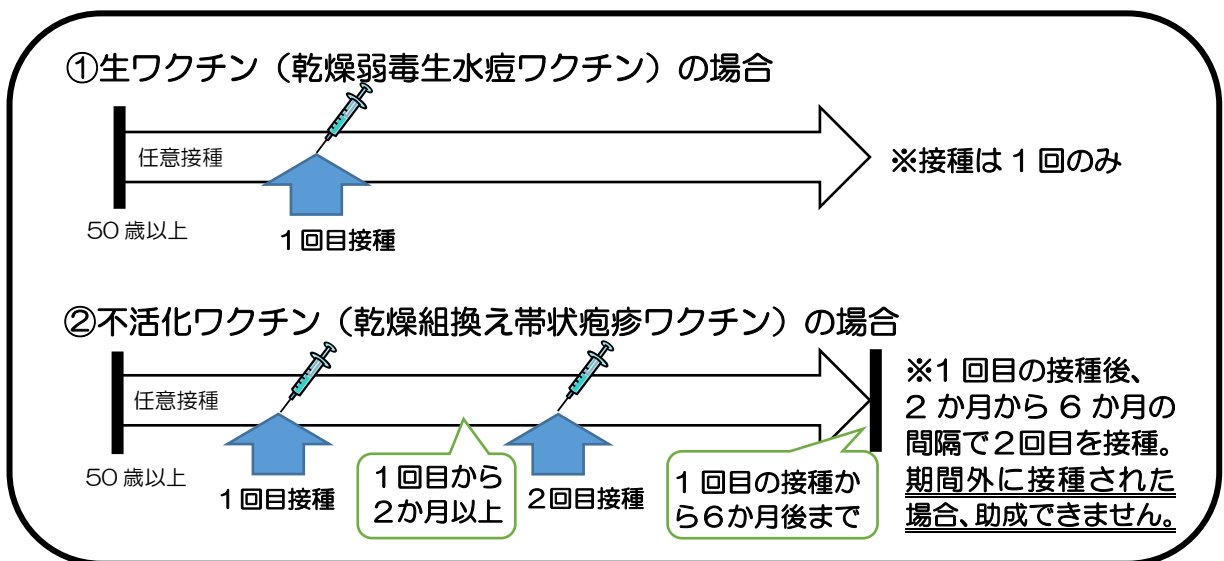 ①生ワクチン（乾燥弱毒生水痘ワクチン）の場合
任意接種
※接種は 1 回のみ
50 歳以上
1回目接種
②不活化ワクチン（乾燥組換え帯状疱疹ワクチン）の場合
任意接種
50 歳以上
1回目接種
1回目から
2か月以上
2回目接種
1 回目の接種か
ら6か月後まで
※1 回目の接種後、
2 か月から 6 か月の
間隔で2回目を接種。
期間外に接種された
場合、助成できません。